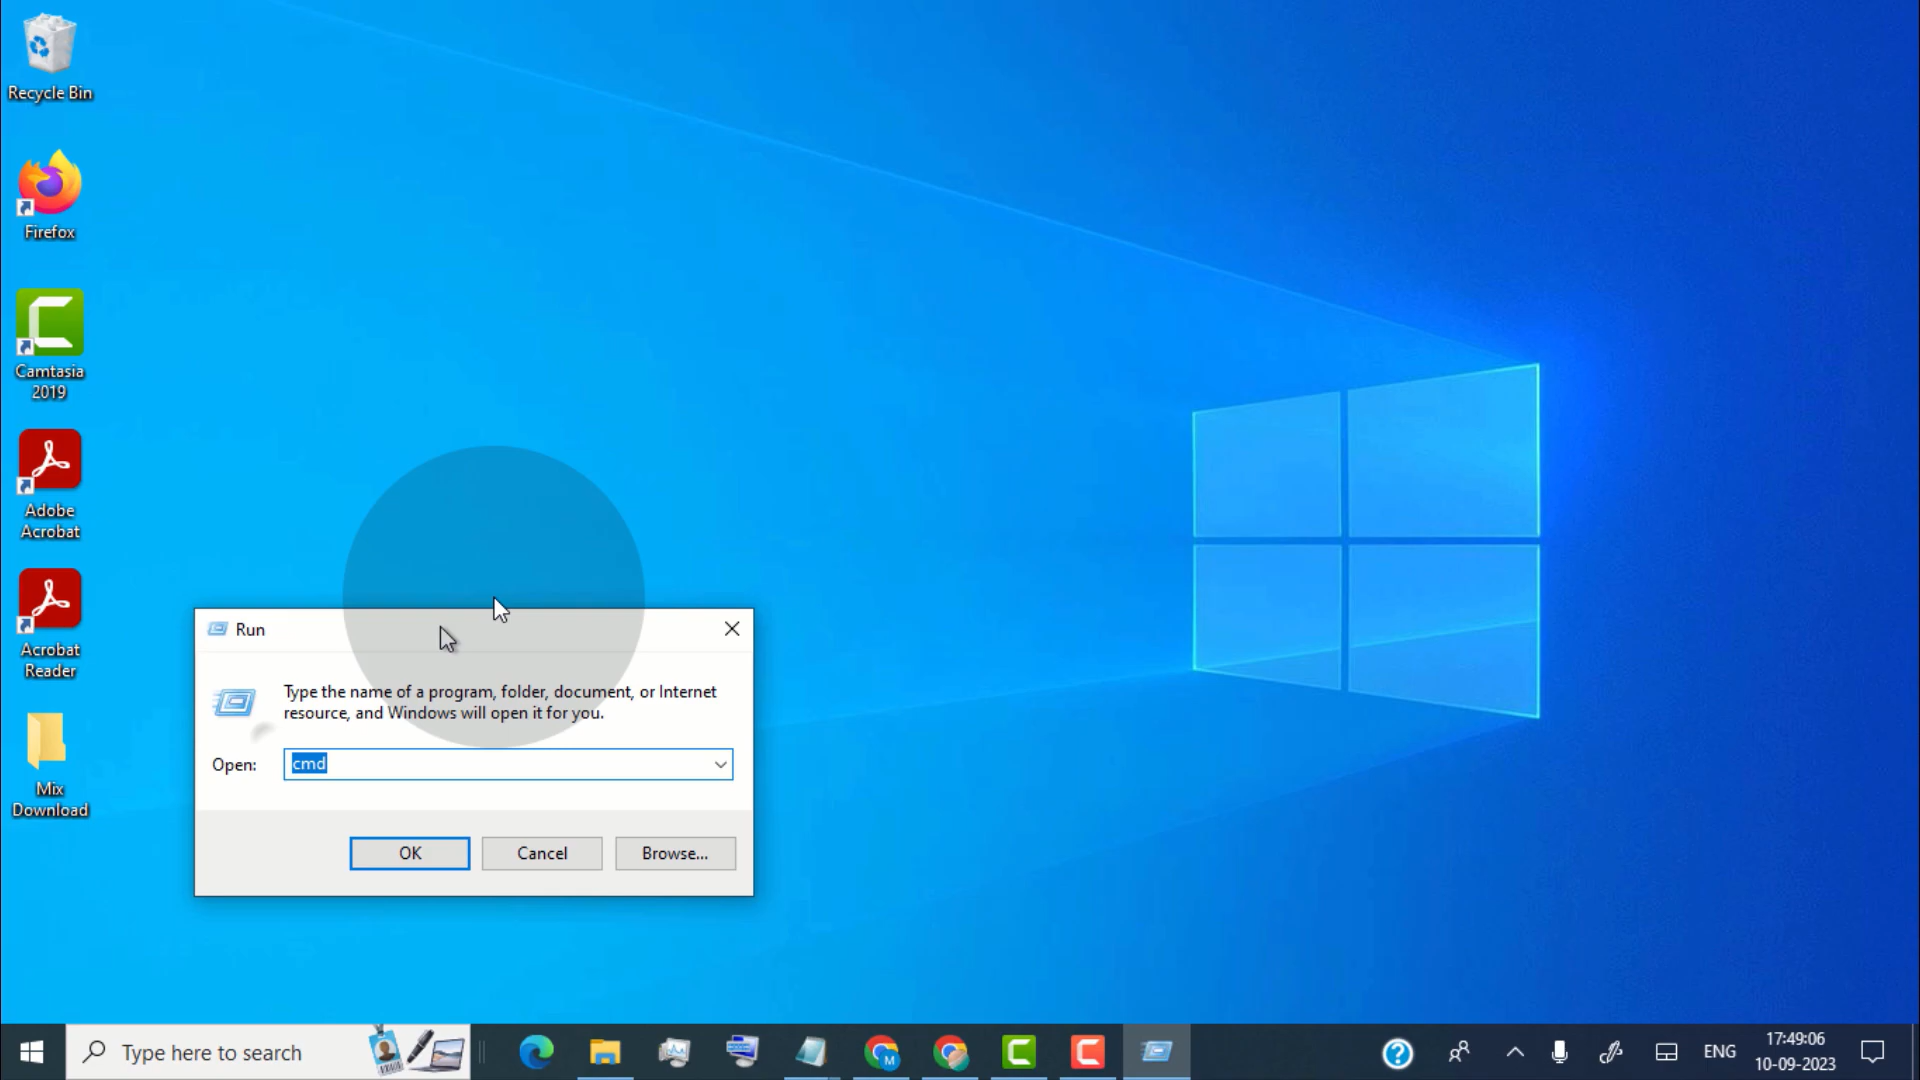 Recycle Bin
Firefox
Camtasia
2019
Adobe
Acrobat
Acrobat
Reader
Mix
Download
Run
Type the name of a program, folder, document, or Internet
resource, and Windows will open it for you.
Open:
cmd
OK
Cancel
Browse...
Type here to search
M
ENG
17:49:06
10-09-2023